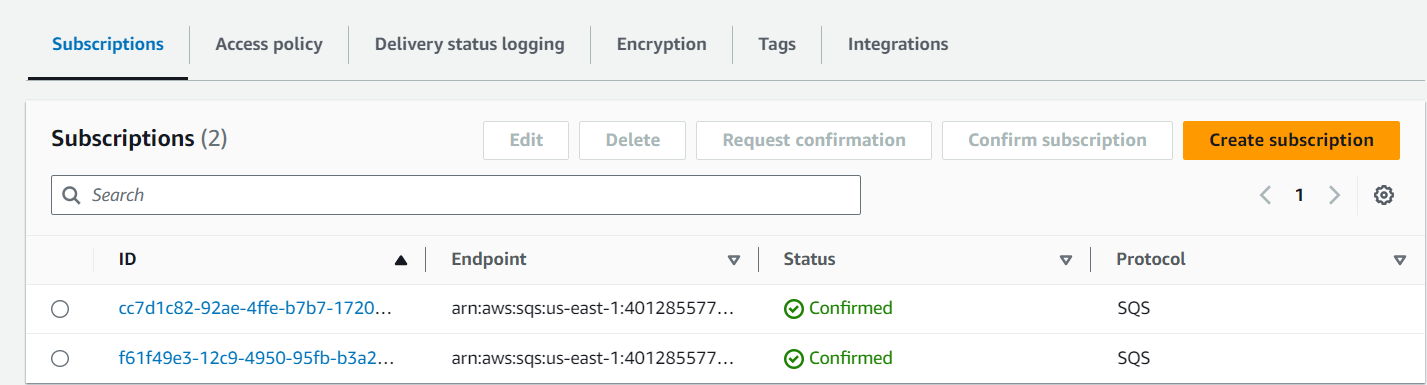 Subscriptions Access policy Delivery status logging Encryption Tags Integrations
Subscriptions (2) Edit Delete Request confirmation Confirm subscription Create subscription
Search 1
ID Endpoint Status Protocol
cc7d1c82-92ae-4ffe-b7b7-1720... arn:aws:sqs:us-east-1:401285577... Confirmed SQS
f61f49e3-12c9-4950-95fb-b3a2... arn:aws:sqs:us-east-1:401285577... Confirmed SQS